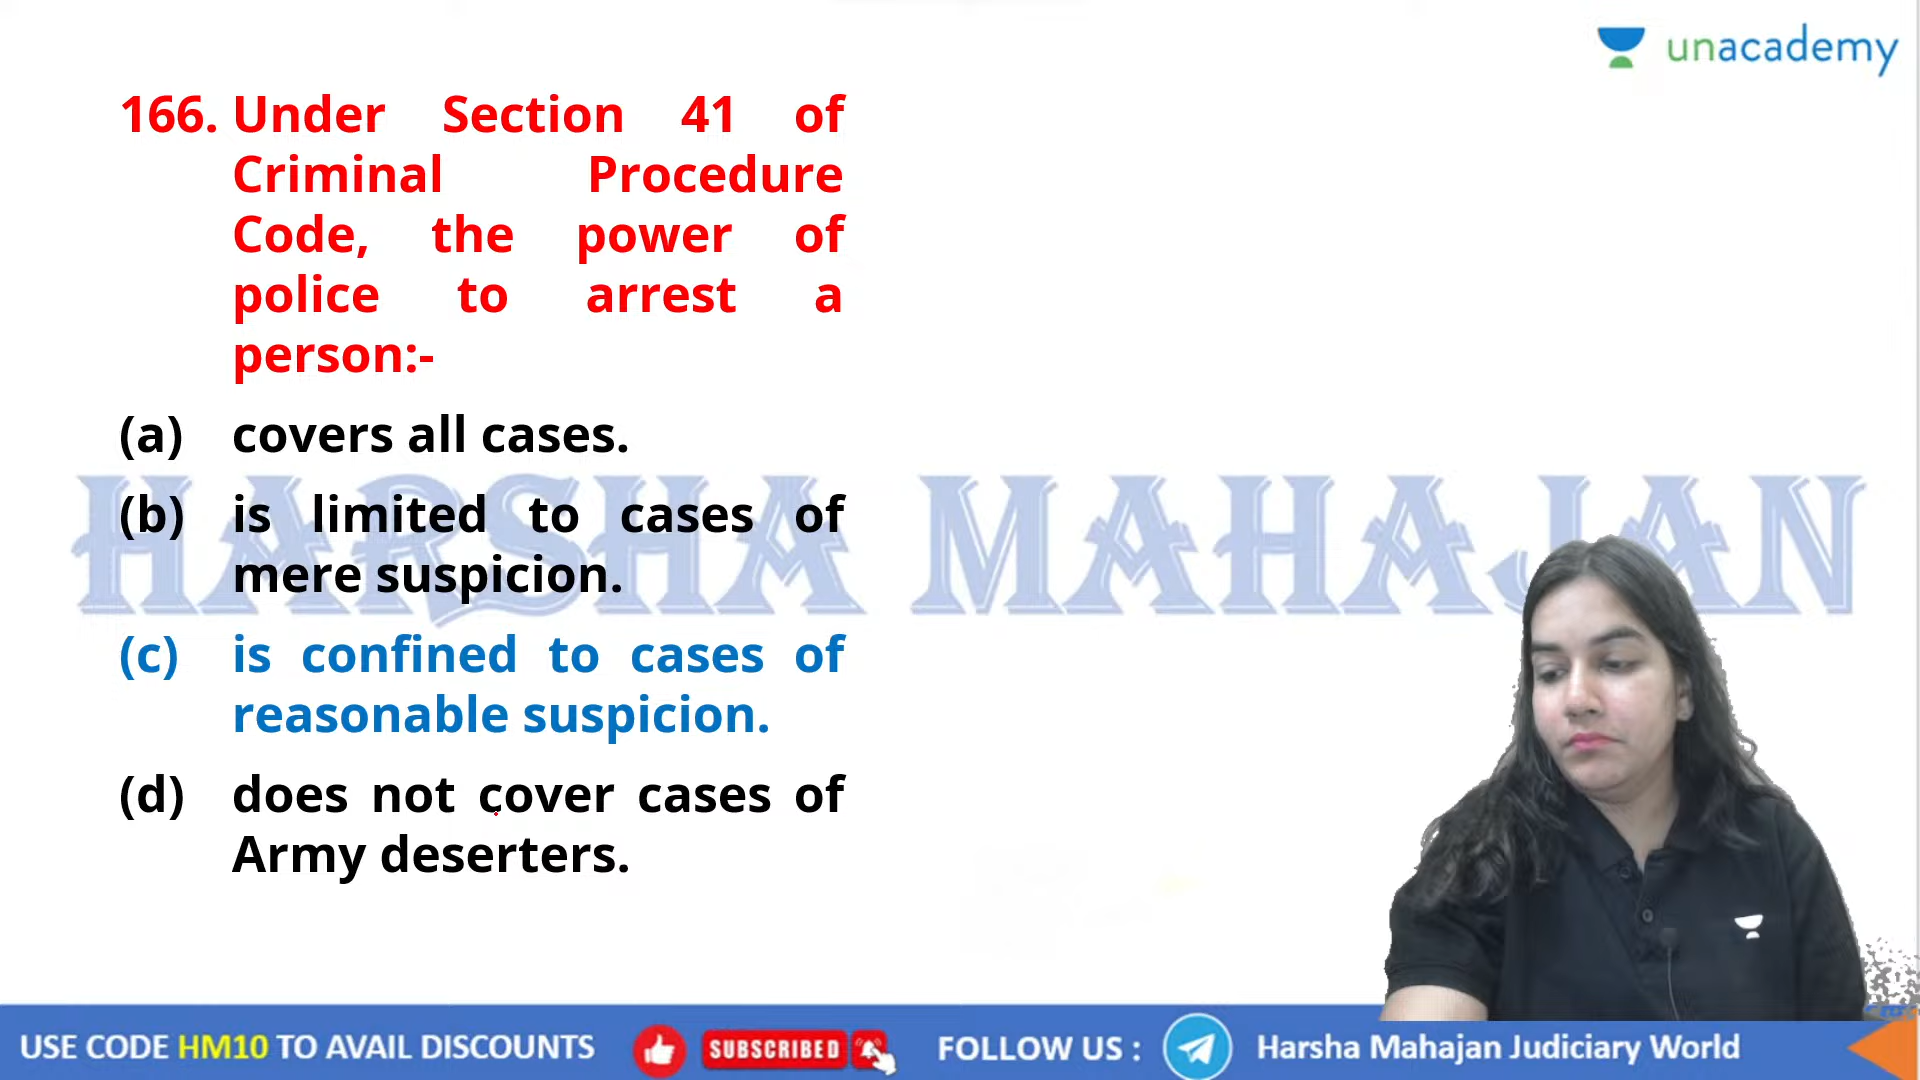 unacademy
166. Under Section 41 of
Criminal Procedure
Code, the power of
police to arrest a
person:-
(a) covers all cases.
HARSHA MAHAJAN
(b) is limited to cases of
mere suspicion.
(c) is confined to cases of
reasonable suspicion.
(d) does not cover cases of
Army deserters.
USE CODE HM10 TO AVAIL DISCOUNTS
SUBSCRIBED
FOLLOW US :
Harsha Mahajan Judiciary World